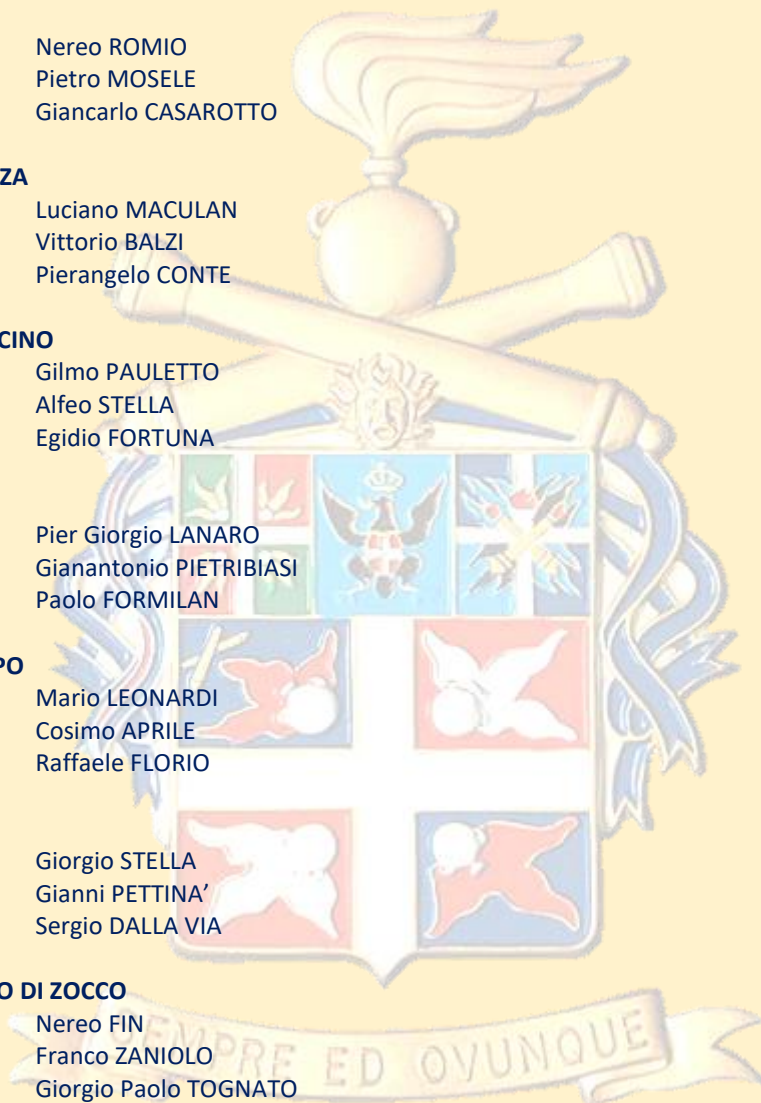 Nereo ROMIO
Pietro MOSELE
Giancarlo CASAROTTO
ZA
Luciano MACULAN
Vittorio BALZI
Pierangelo CONTE
CINO
Gilmo PAULETTO
Alfeo STELLA
Egidio FORTUNA
Pier Giorgio LANARO
Gianantonio PIETRIBIASI
Paolo FORMILAN
PO
Mario LEONARDI
Cosimo APRILE
Raffaele FLORIO
Giorgio STELLA
Gianni PETTINA’
Sergio DALLA VIA
O DI ZOCCO
Nereo FIN
Franco ZANIOLO
Giorgio Paolo TOGNATO
SEMPRE ED OVUNQUE